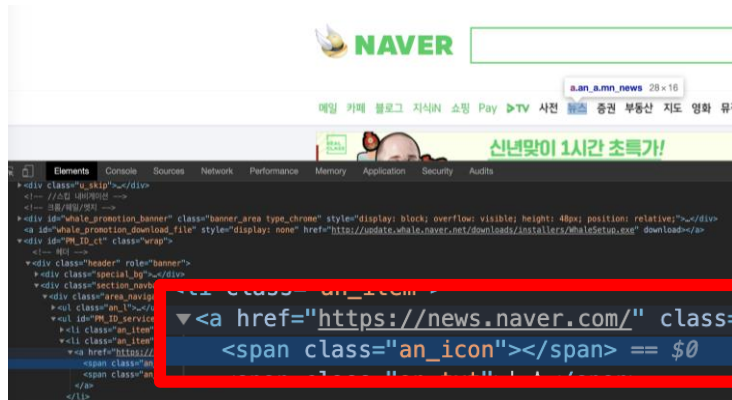 NAVER
a.an_a.mn_news 28 × 16
메일 카페 블로그 지식iN 쇼핑 Pay ▶TV 사전 뉴스 증권 부동산 지도 영화
REAL CLASS 신년맞이 1시간 초특가!
Elements Console Sources Network Performance Memory Application Security Audits
▶<div class="u_skip">…</div>
<!-- //스킵 내비게이션 -->
<!-- 크롬/웨일/엣지 -->
▶<div id="whale_promotion_banner" class="banner_area type_chrome" style="display: block; overflow: visible; height: 48px; position: relative;">…</div>
<a id="whale_promotion_download_file" style="display: none" href="http://update.whale.naver.net/downloads/installers/WhaleSetup.exe" download></a>
▼<div id="PM_ID_ct" class="wrap">
<!-- 헤더 -->
▼<div class="header" role="banner">
▶<div class="special_bg">…</div>
▼<div class="section_navba
▼<div class="area_naviga
▶<ul class="an_l">…</u
▼<ul id="PM_ID_service
▶<li class="an_item"
▼<li class="an_item"
▼<a href="https://
<span class="an
<span class="an
</a>
</li>
<li class="an_item">
▼<a href="https://news.naver.com/" class=
<span class="an_icon"></span> == $0